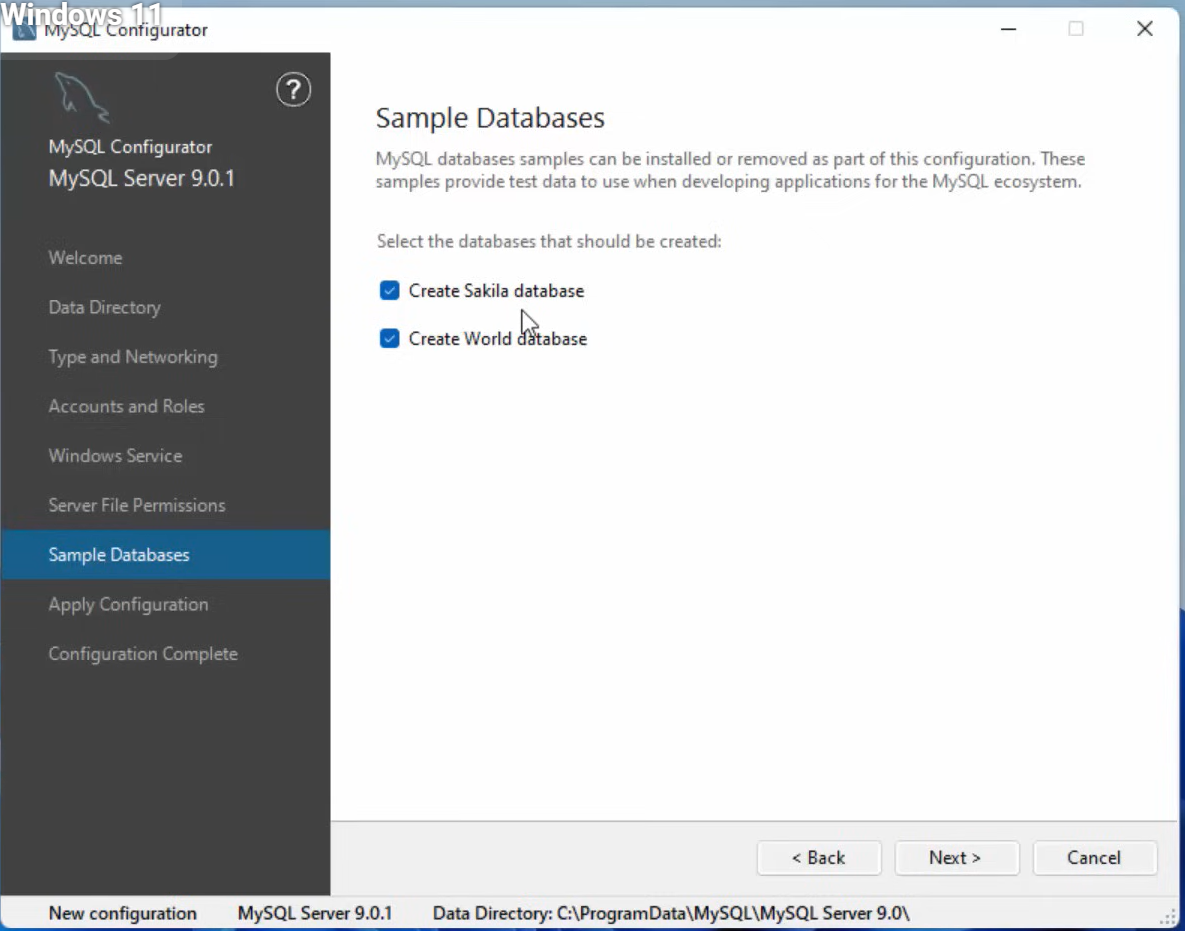 Windows 11
MySQL Configurator
?
MySQL Configurator
MySQL Server 9.0.1
Welcome
Data Directory
Type and Networking
Accounts and Roles
Windows Service
Server File Permissions
Sample Databases
Apply Configuration
Configuration Complete
Sample Databases
MySQL databases samples can be installed or removed as part of this configuration. These
samples provide test data to use when developing applications for the MySQL ecosystem.
Select the databases that should be created:
Create Sakila database
Create World database
< Back
Next >
Cancel
New configuration MySQL Server 9.0.1 Data Directory: C:\ProgramData\MySQL\MySQL Server 9.0\